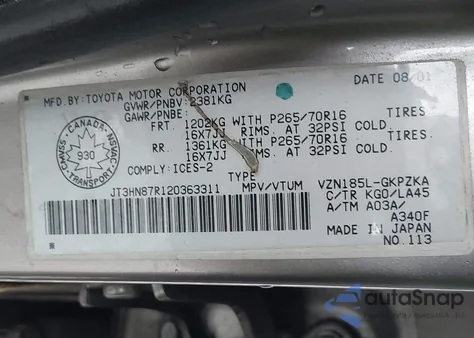 MFD.BY:TOYOTA MOTOR CORPORATION DATE 08/01
GVWR/PNBV:2381KG
GAWR/PNBE:
FRT. 1202KG WITH P265/70R16 TIRES
16X7JJ RIMS. AT 32PSI COLD.
RR. 1361KG WITH P265/70R16 TIRES
16X7JJ RIMS. AT 32PSI COLD.
CANADA
CMVSS NSVAC
930
TRANSPORT
COMPLY:ICES-2 TYPE
JT3HN87R120363311 MPV/VTUM VZN185L-GKPZKA
C/TR KG0/LA45
A/TM A03A/
A340F
MADE IN JAPAN
NO.113
autoSnap